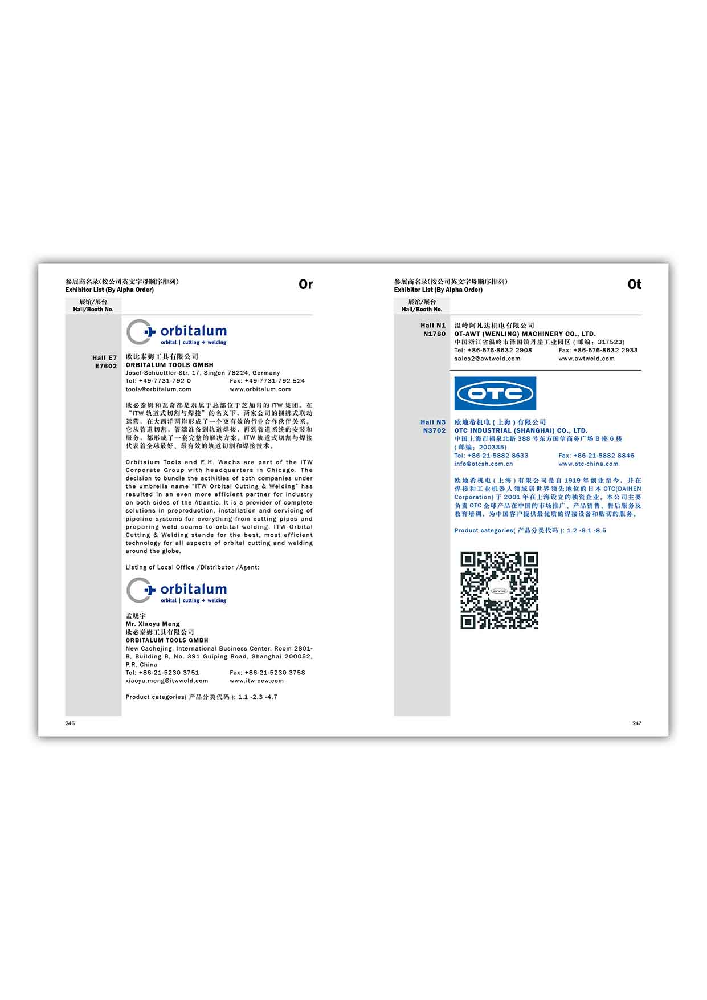 参展商名录(按公司英文字母顺序排列)
Exhibitor List (By Alpha Order)
Or
展馆/展台
Hall/Booth No.
orbitalum
orbital | cutting + welding
Hall E7
E7602
欧比泰姆工具有限公司
ORBITALUM TOOLS GMBH
Josef-Schuettler-Str. 17, Singen 78224, Germany
Tel: +49-7731-792 0 Fax: +49-7731-792 524
tools@orbitalum.com www.orbitalum.com
欧必泰姆和瓦奇都是隶属于总部位于芝加哥的 ITW 集团。在
“ITW 轨道式切割与焊接” 的名义下，两家公司的捆绑式联动
运营，在大西洋两岸形成了一个更有效的行业合作伙伴关系。
它从管道切割，管端准备到轨道焊接，再到管道系统的安装和
服务，都形成了一套完整的解决方案。ITW 轨道式切割与焊接
代表着全球最好、最有效的轨道切割和焊接技术。
Orbitalum Tools and E.H. Wachs are part of the ITW
Corporate Group with headquarters in Chicago. The
decision to bundle the activities of both companies under
the umbrella name “ITW Orbital Cutting & Welding” has
resulted in an even more efficient partner for industry
on both sides of the Atlantic. It is a provider of complete
solutions in preproduction, installation and servicing of
pipeline systems for everything from cutting pipes and
preparing weld seams to orbital welding. ITW Orbital
Cutting & Welding stands for the best, most efficient
technology for all aspects of orbital cutting and welding
around the globe.
Listing of Local Office /Distributor /Agent:
orbitalum
orbital | cutting + welding
孟晓宇
Mr. Xiaoyu Meng
欧必泰姆工具有限公司
ORBITALUM TOOLS GMBH
New Caohejing, International Business Center, Room 2801-
B, Building B, No. 391 Guiping Road, Shanghai 200052,
P.R. China
Tel: +86-21-5230 3751 Fax: +86-21-5230 3758
xiaoyu.meng@itwweld.com www.itw-ocw.com
Product categories( 产品分类代码 ): 1.1 -2.3 -4.7
246
参展商名录(按公司英文字母顺序排列)
Exhibitor List (By Alpha Order)
Ot
展馆/展台
Hall/Booth No.
Hall N1
N1780
温岭阿凡达机电有限公司
OT-AWT (WENLING) MACHINERY CO., LTD.
中国浙江省温岭市泽国镇丹崖工业园区 ( 邮编：317523)
Tel: +86-576-8632 2908 Fax: +86-576-8632 2933
sales2@awtweld.com www.awtweld.com
OTC
Hall N3
N3702
欧地希机电 ( 上海 ) 有限公司
OTC INDUSTRIAL (SHANGHAI) CO., LTD.
中国上海市福泉北路 388 号东方国信商务广场 B 座 6 楼
( 邮编：200335)
Tel: +86-21-5882 8633 Fax: +86-21-5882 8846
info@otcsh.com.cn www.otc-china.com
欧地希机电 ( 上海 ) 有限公司是自 1919 年创业至今，并在
焊接和工业机器人领域居世界领先地位的日本 OTC(DAIHEN
Corporation) 于 2001 年在上海设立的独资企业。本公司主要
负责 OTC 全球产品在中国的市场推广、产品销售、售后服务及
教育培训，为中国客户提供最优质的焊接设备和贴切的服务。
Product categories( 产品分类代码 ): 1.2 -8.1 -8.5
OTC
247